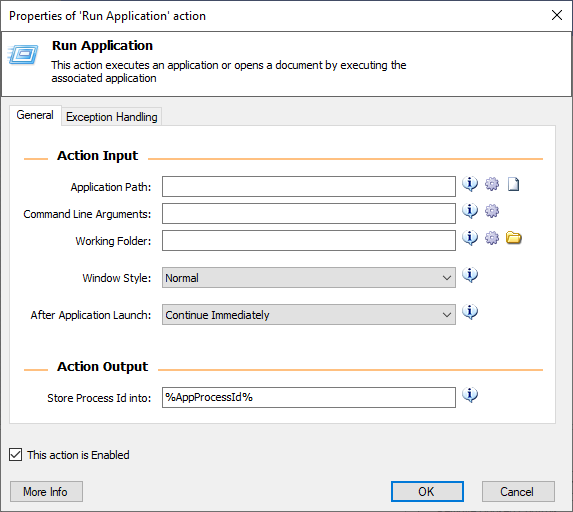 Properties of 'Run Application' action
Run Application
This action executes an application or opens a document by executing the
associated application
General
Exception Handling
Action Input
Application Path:
Command Line Arguments:
Working Folder:
Window Style:
Normal
After Application Launch:
Continue Immediately
Action Output
Store Process Id into:
%AppProcessId%
This action is Enabled
More Info
OK
Cancel